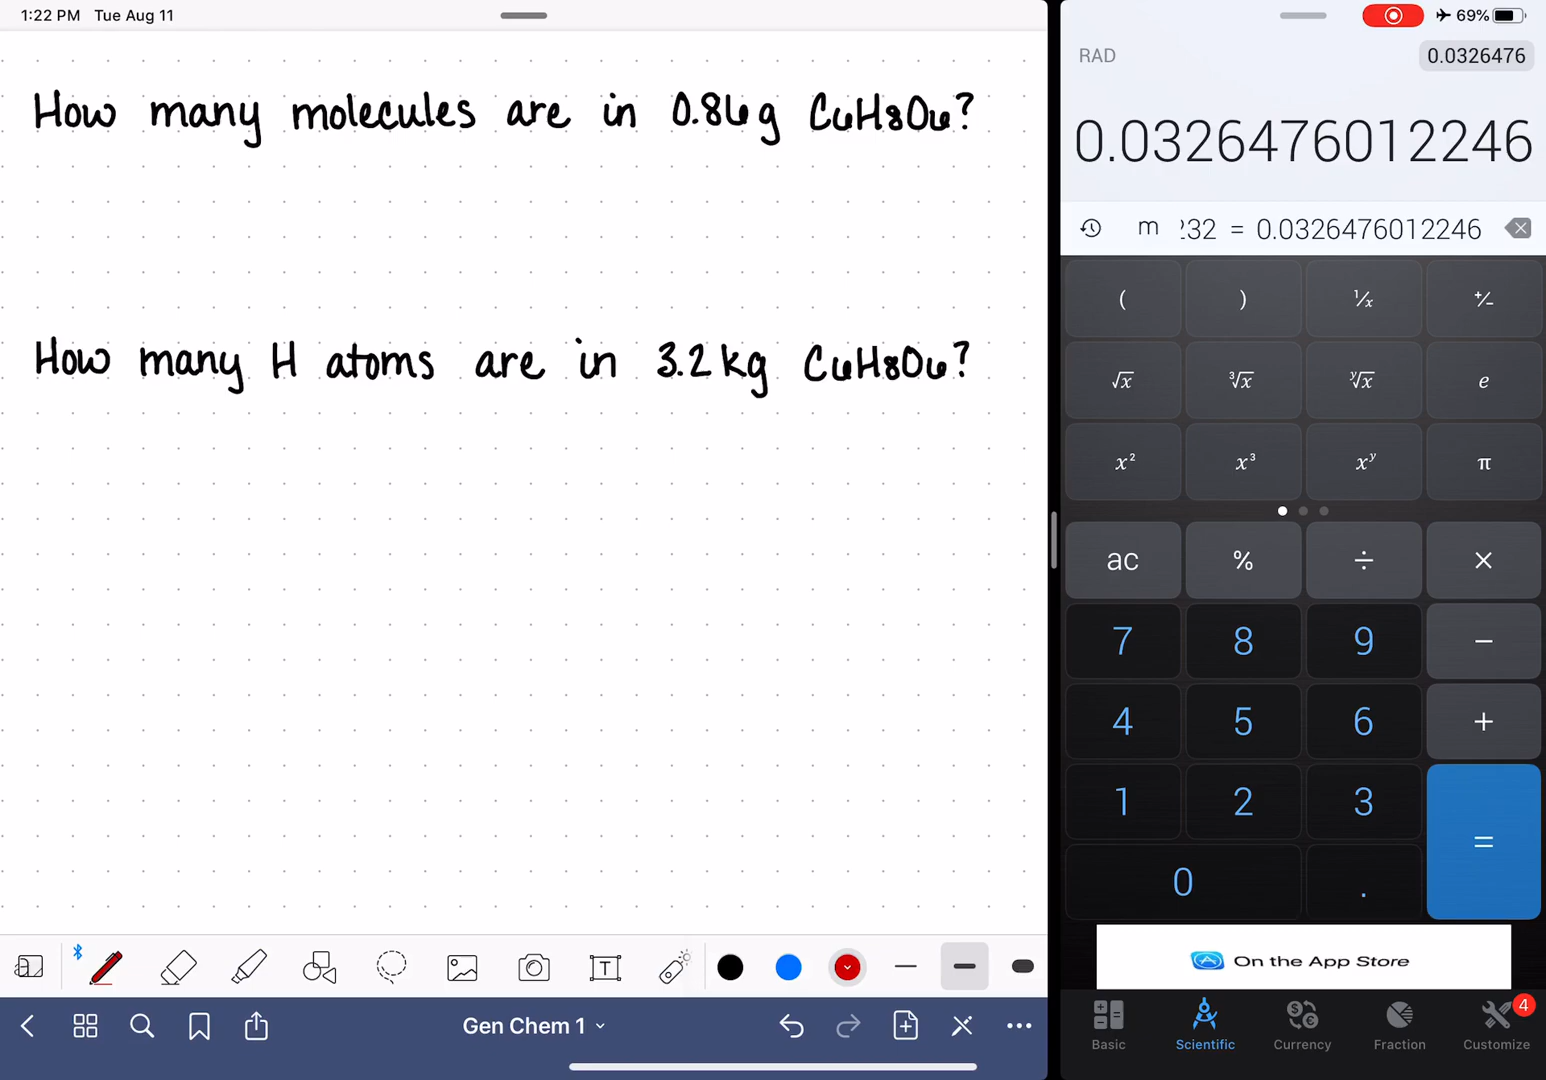 1:22 PM Tue Aug 11
69%
How many molecules are in 0.86g C6H8O6?
How many H atoms are in 3.2kg C6H8O6?
RAD
0.0326476
0.0326476012246
m ?32 = 0.0326476012246
( ) 1/x +/-
√x ³√x ʸ√x e
x² x³ xʸ π
ac % ÷ ×
7 8 9 −
4 5 6 +
1 2 3 =
0 .
On the App Store
Basic Scientific Currency Fraction Customize
4
T
Gen Chem 1